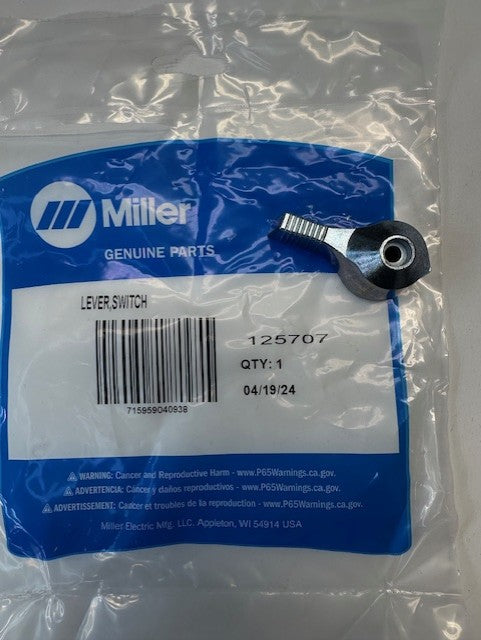 Miller
GENUINE PARTS
LEVER,SWITCH
125707
QTY: 1
715959040938
04/19/24
WARNING: Cancer and Reproductive Harm - www.P65Warnings.ca.gov.
ADVERTENCIA: Cáncer y daños reproductivos - www.P65Warnings.ca.gov.
AVERTISSEMENT: Cancer et troubles de la reproduction - www.P65Warnings.ca.gov.
Miller Electric Mfg. LLC. Appleton, WI 54914 USA